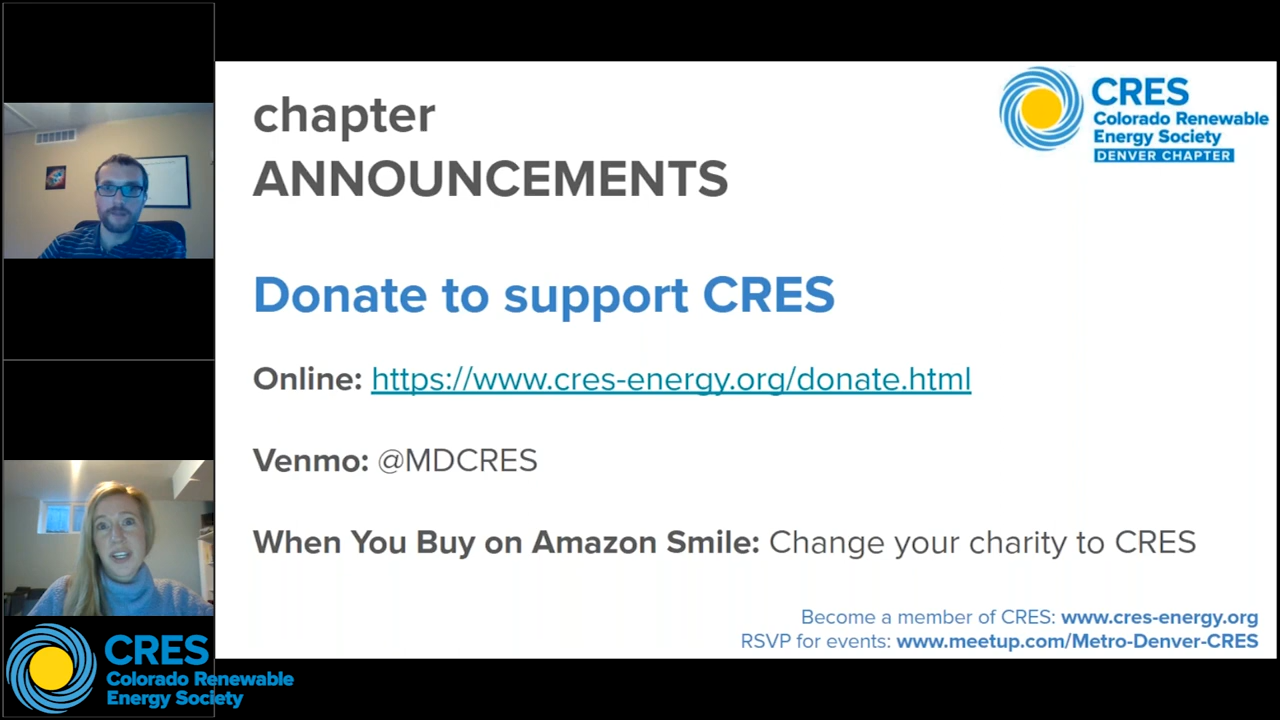 chapter
ANNOUNCEMENTS
CRES
Colorado Renewable
Energy Society
DENVER CHAPTER
Donate to support CRES
Online: https://www.cres-energy.org/donate.html
Venmo: @MDCRES
When You Buy on Amazon Smile: Change your charity to CRES
Become a member of CRES: www.cres-energy.org
RSVP for events: www.meetup.com/Metro-Denver-CRES
CRES
Colorado Renewable
Energy Society